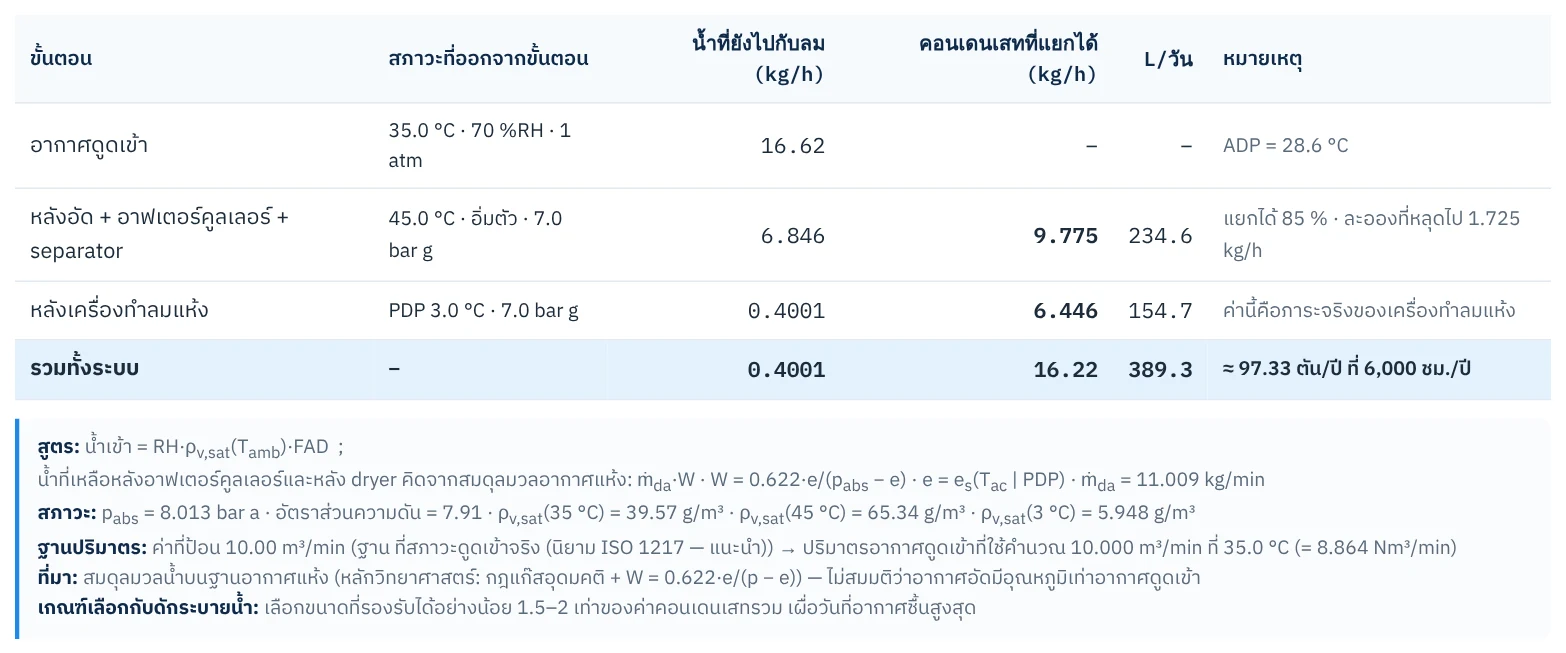 ขั้นตอน สภาวะที่ออกจากขั้นตอน น้ำที่ยังไปกับลม (kg/h) คอนเดนเสทที่แยกได้ (kg/h) L/วัน หมายเหตุ
อากาศดูดเข้า 35.0 °C · 70 %RH · 1 atm 16.62 – – ADP = 28.6 °C
หลังอัด + อาฟเตอร์คูลเลอร์ + separator 45.0 °C · อิ่มตัว · 7.0 bar g 6.846 9.775 234.6 แยกได้ 85 % · ละอองที่หลุดไป 1.725 kg/h
หลังเครื่องทำลมแห้ง PDP 3.0 °C · 7.0 bar g 0.4001 6.446 154.7 ค่านี้คือภาระจริงของเครื่องทำลมแห้ง
รวมทั้งระบบ – 0.4001 16.22 389.3 ≈ 97.33 ตัน/ปี ที่ 6,000 ชม./ปี
สูตร: น้ำเข้า = RH·ρv,sat(Tamb)·FAD ;
น้ำที่เหลือหลังอาฟเตอร์คูลเลอร์และหลัง dryer คิดจากสมดุลมวลอากาศแห้ง: ṁda·W · W = 0.622·e/(pabs − e) · e = es(Tac | PDP) · ṁda = 11.009 kg/min
สภาวะ: pabs = 8.013 bar a · อัตราส่วนความดัน = 7.91 · ρv,sat(35 °C) = 39.57 g/m³ · ρv,sat(45 °C) = 65.34 g/m³ · ρv,sat(3 °C) = 5.948 g/m³
ฐานปริมาตร: ค่าที่ป้อน 10.00 m³/min (ฐาน ที่สภาวะดูดเข้าจริง (นิยาม ISO 1217 — แนะนำ)) → ปริมาตรอากาศดูดเข้าที่ใช้คำนวณ 10.000 m³/min ที่ 35.0 °C (= 8.864 Nm³/min)
ที่มา: สมดุลมวลน้ำบนฐานอากาศแห้ง (หลักวิทยาศาสตร์: กฎแก๊สอุดมคติ + W = 0.622·e/(p − e)) — ไม่สมมติว่าอากาศอัดมีอุณหภูมิเท่าอากาศดูดเข้า
เกณฑ์เลือกกับดักระบายน้ำ: เลือกขนาดที่รองรับได้อย่างน้อย 1.5–2 เท่าของค่าคอนเดนเสทรวม เผื่อวันที่อากาศชื้นสูงสุด